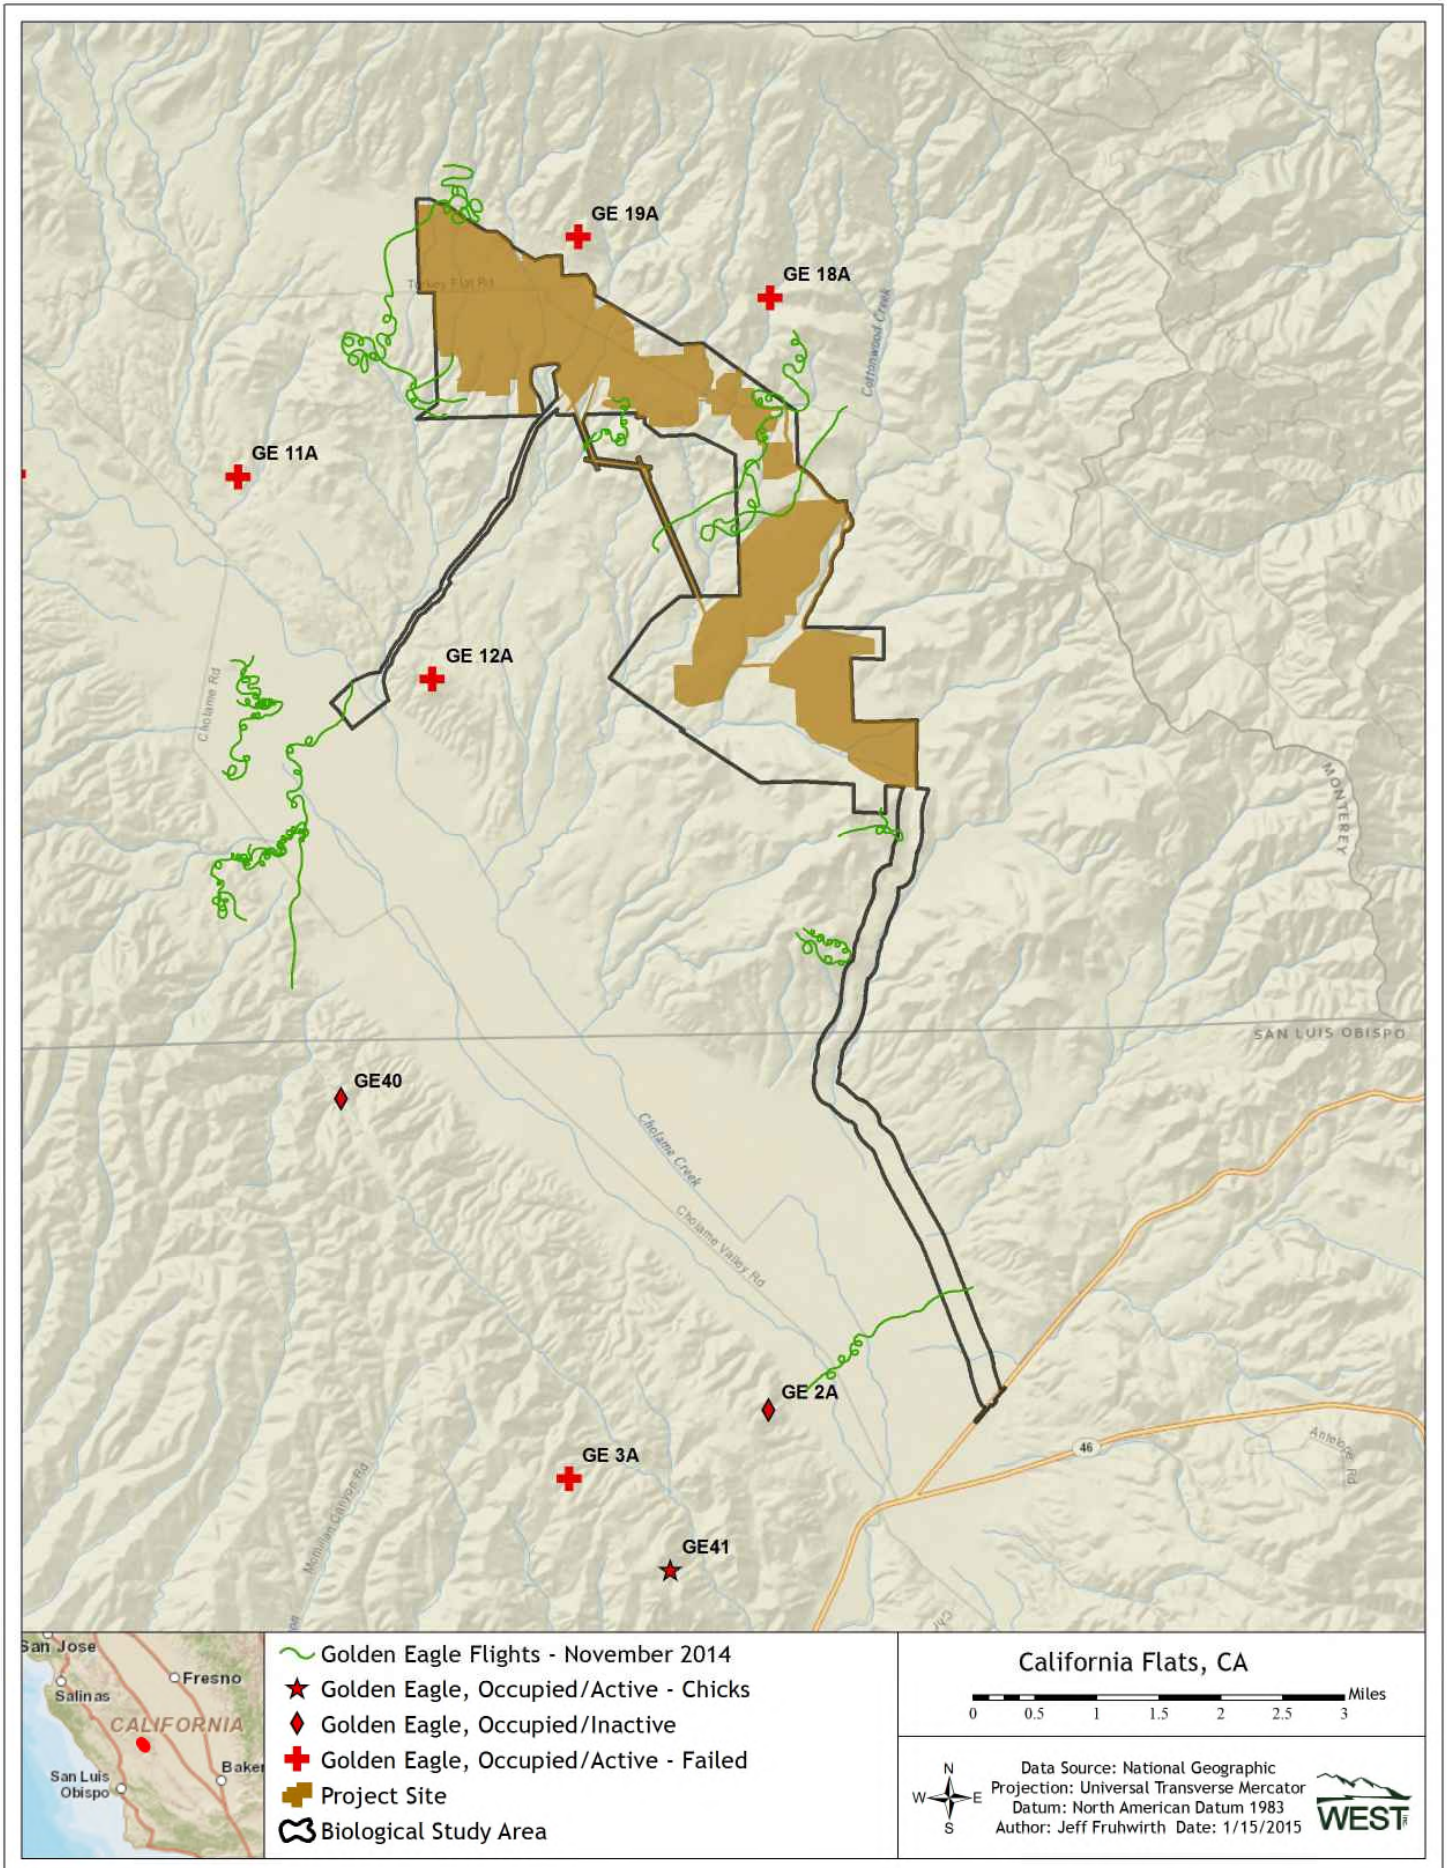 GE 19A
GE 18A
Turkey Flat Rd
Cottonwood Creek
GE 11A
GE 12A
Cholame Rd
MONTEREY
SAN LUIS OBISPO
GE40
Cholame Creek
Cholame Valley Rd
GE 2A
GE 3A
46
Antelope Rd
Mcmillan Canyon Rd
GE41
San Jose
Salinas
Fresno
CALIFORNIA
San Luis
Obispo
Baker
Golden Eagle Flights - November 2014
Golden Eagle, Occupied/Active - Chicks
Golden Eagle, Occupied/Inactive
Golden Eagle, Occupied/Active - Failed
Project Site
Biological Study Area
California Flats, CA
Miles
0 0.5 1 1.5 2 3
N
W E
S
Data Source: National Geographic
Projection: Universal Transverse Mercator
Datum: North American Datum 1983
Author: Jeff Fruhwirth Date: 1/15/2015
WEST